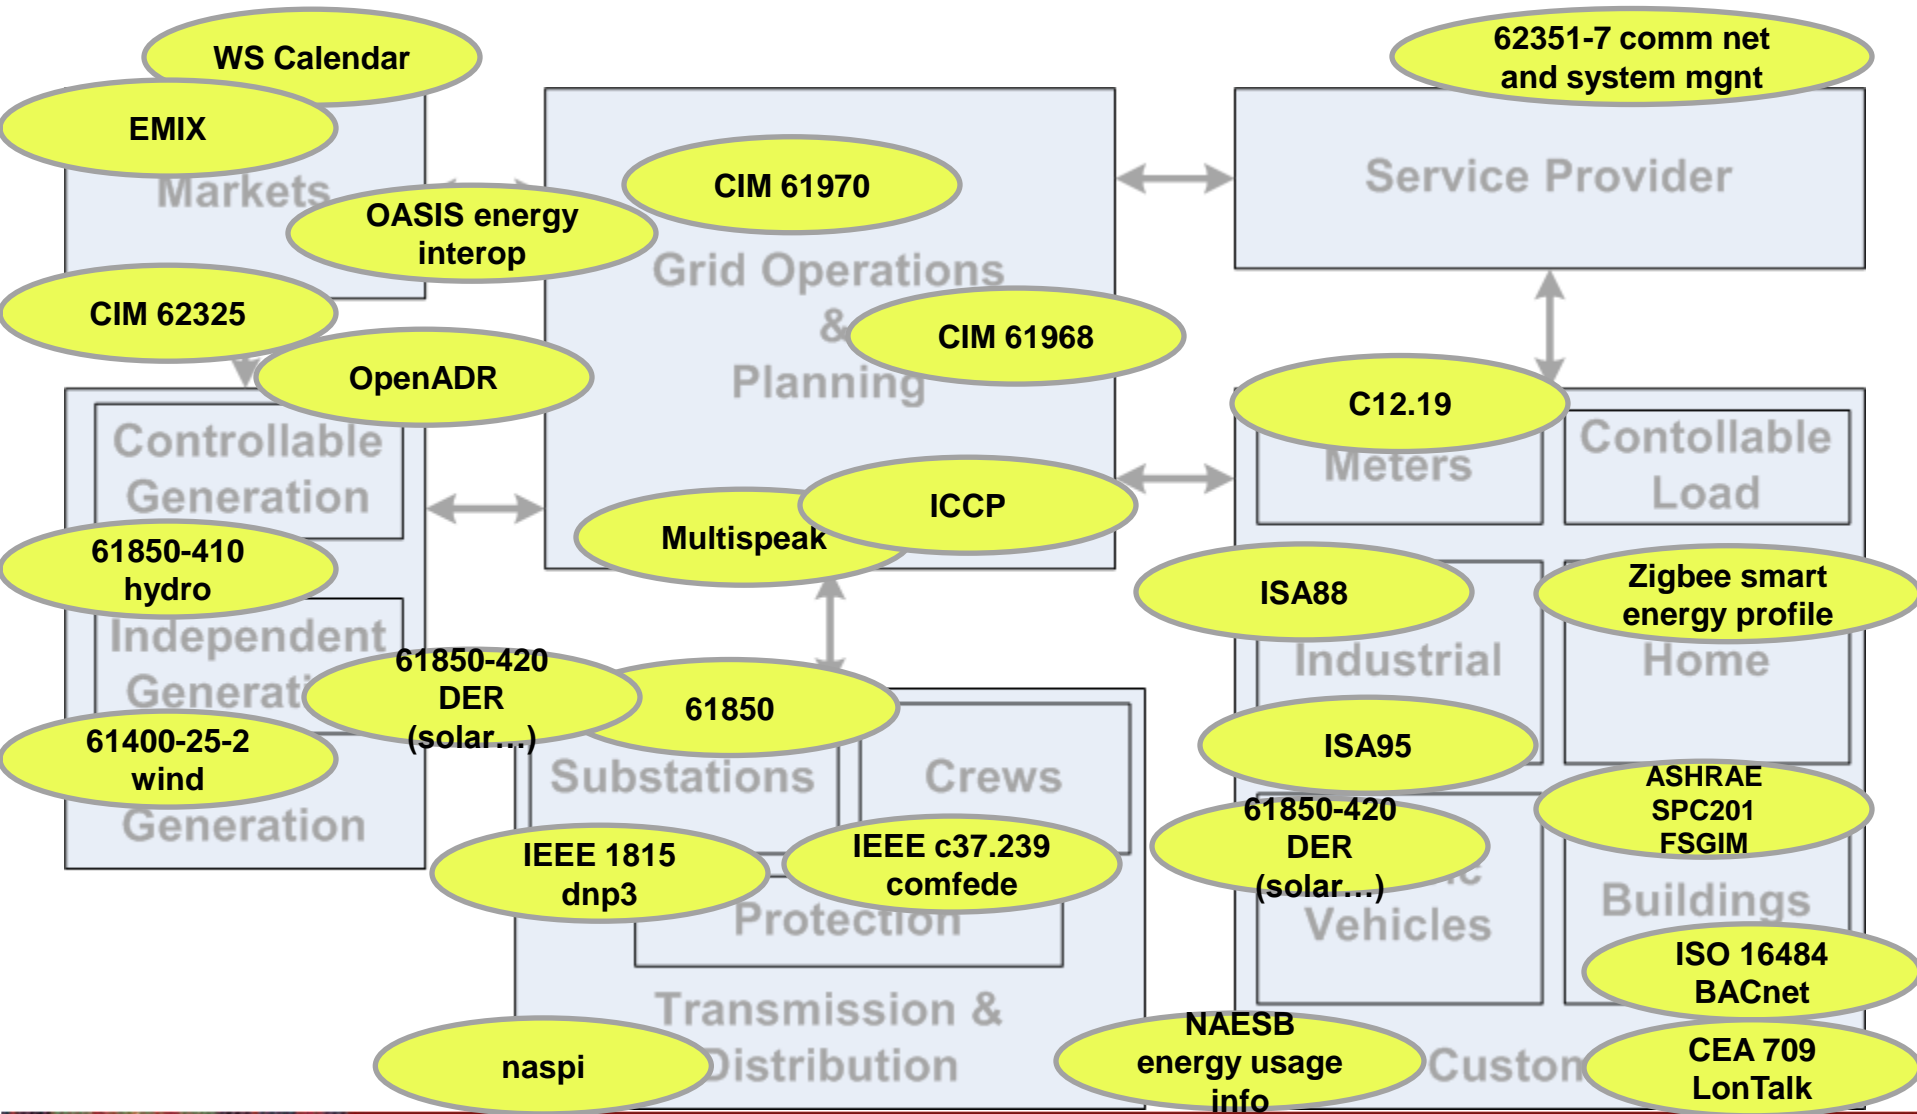 WS Calendar
62351-7 comm net
and system mgnt
EMIX
Markets
CIM 61970
Service Provider
OASIS energy
interop
Grid Operations
&
Planning
CIM 62325
CIM 61968
OpenADR
C12.19
Controllable
Generation
Meters
Contollable
Load
ICCP
Multispeak
61850-410
hydro
ISA88
Zigbee smart
energy profile
Independent
Generati
Industrial
Home
61850-420
DER
(solar...)
61850
61400-25-2
wind
ISA95
Substations
Crews
Generation
ASHRAE
SPC201
FSGIM
61850-420
DER
(solar...)
Vehicles
IEEE 1815
dnp3
IEEE c37.239
comfede
Protection
Buildings
ISO 16484
BACnet
Transmission &
Distribution
naspi
NAESB
energy usage
info
Custom
CEA 709
LonTalk